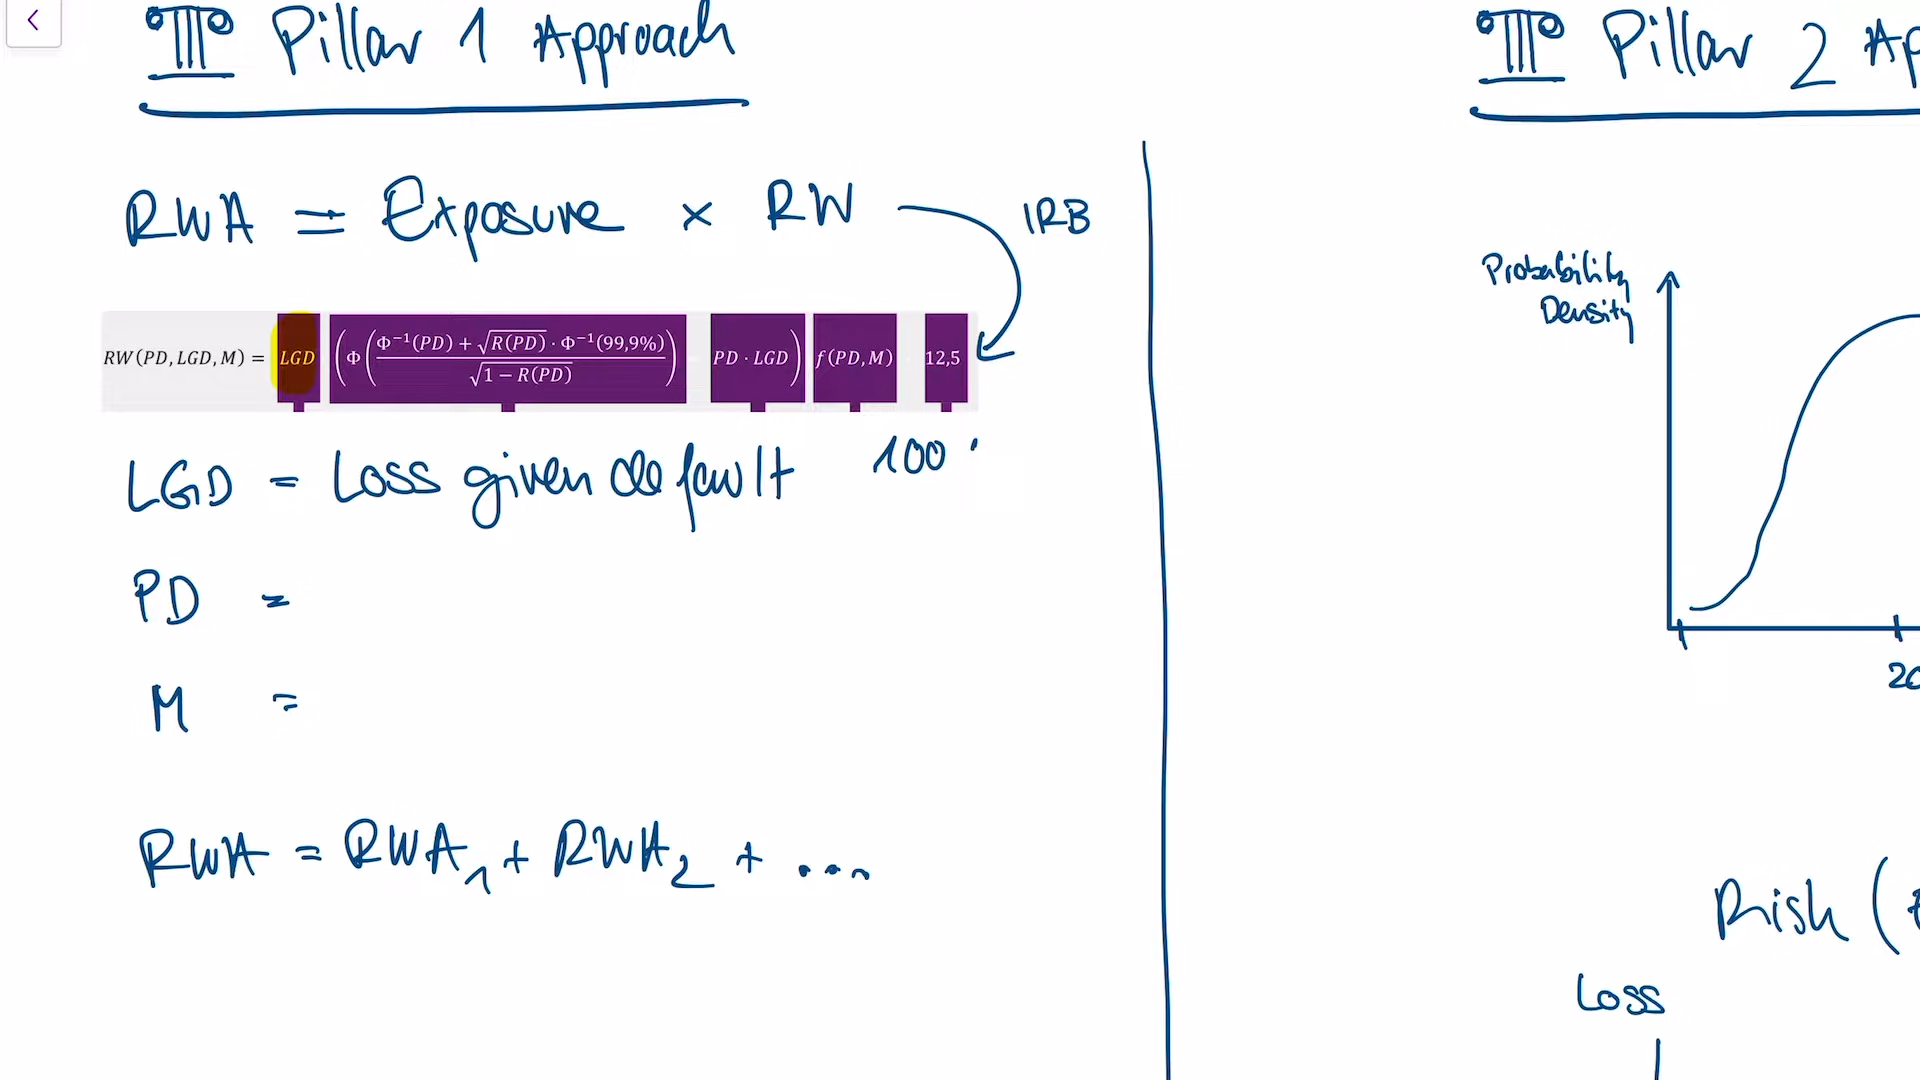 Pillar 1 Approach
RWA = Exposure × RW
IRB
RW(PD, LGD, M) = LGD (Φ((Φ⁻¹(PD) + √R(PD) · Φ⁻¹(99,9%)) / √(1 − R(PD))) PD · LGD) f(PD, M) 12,5
LGD = Loss given default 100
PD =
M =
RWA = RWA₁ + RWA₂ + ...
Pillar 2 Ap
Probability
Density
20
Risk (
Loss